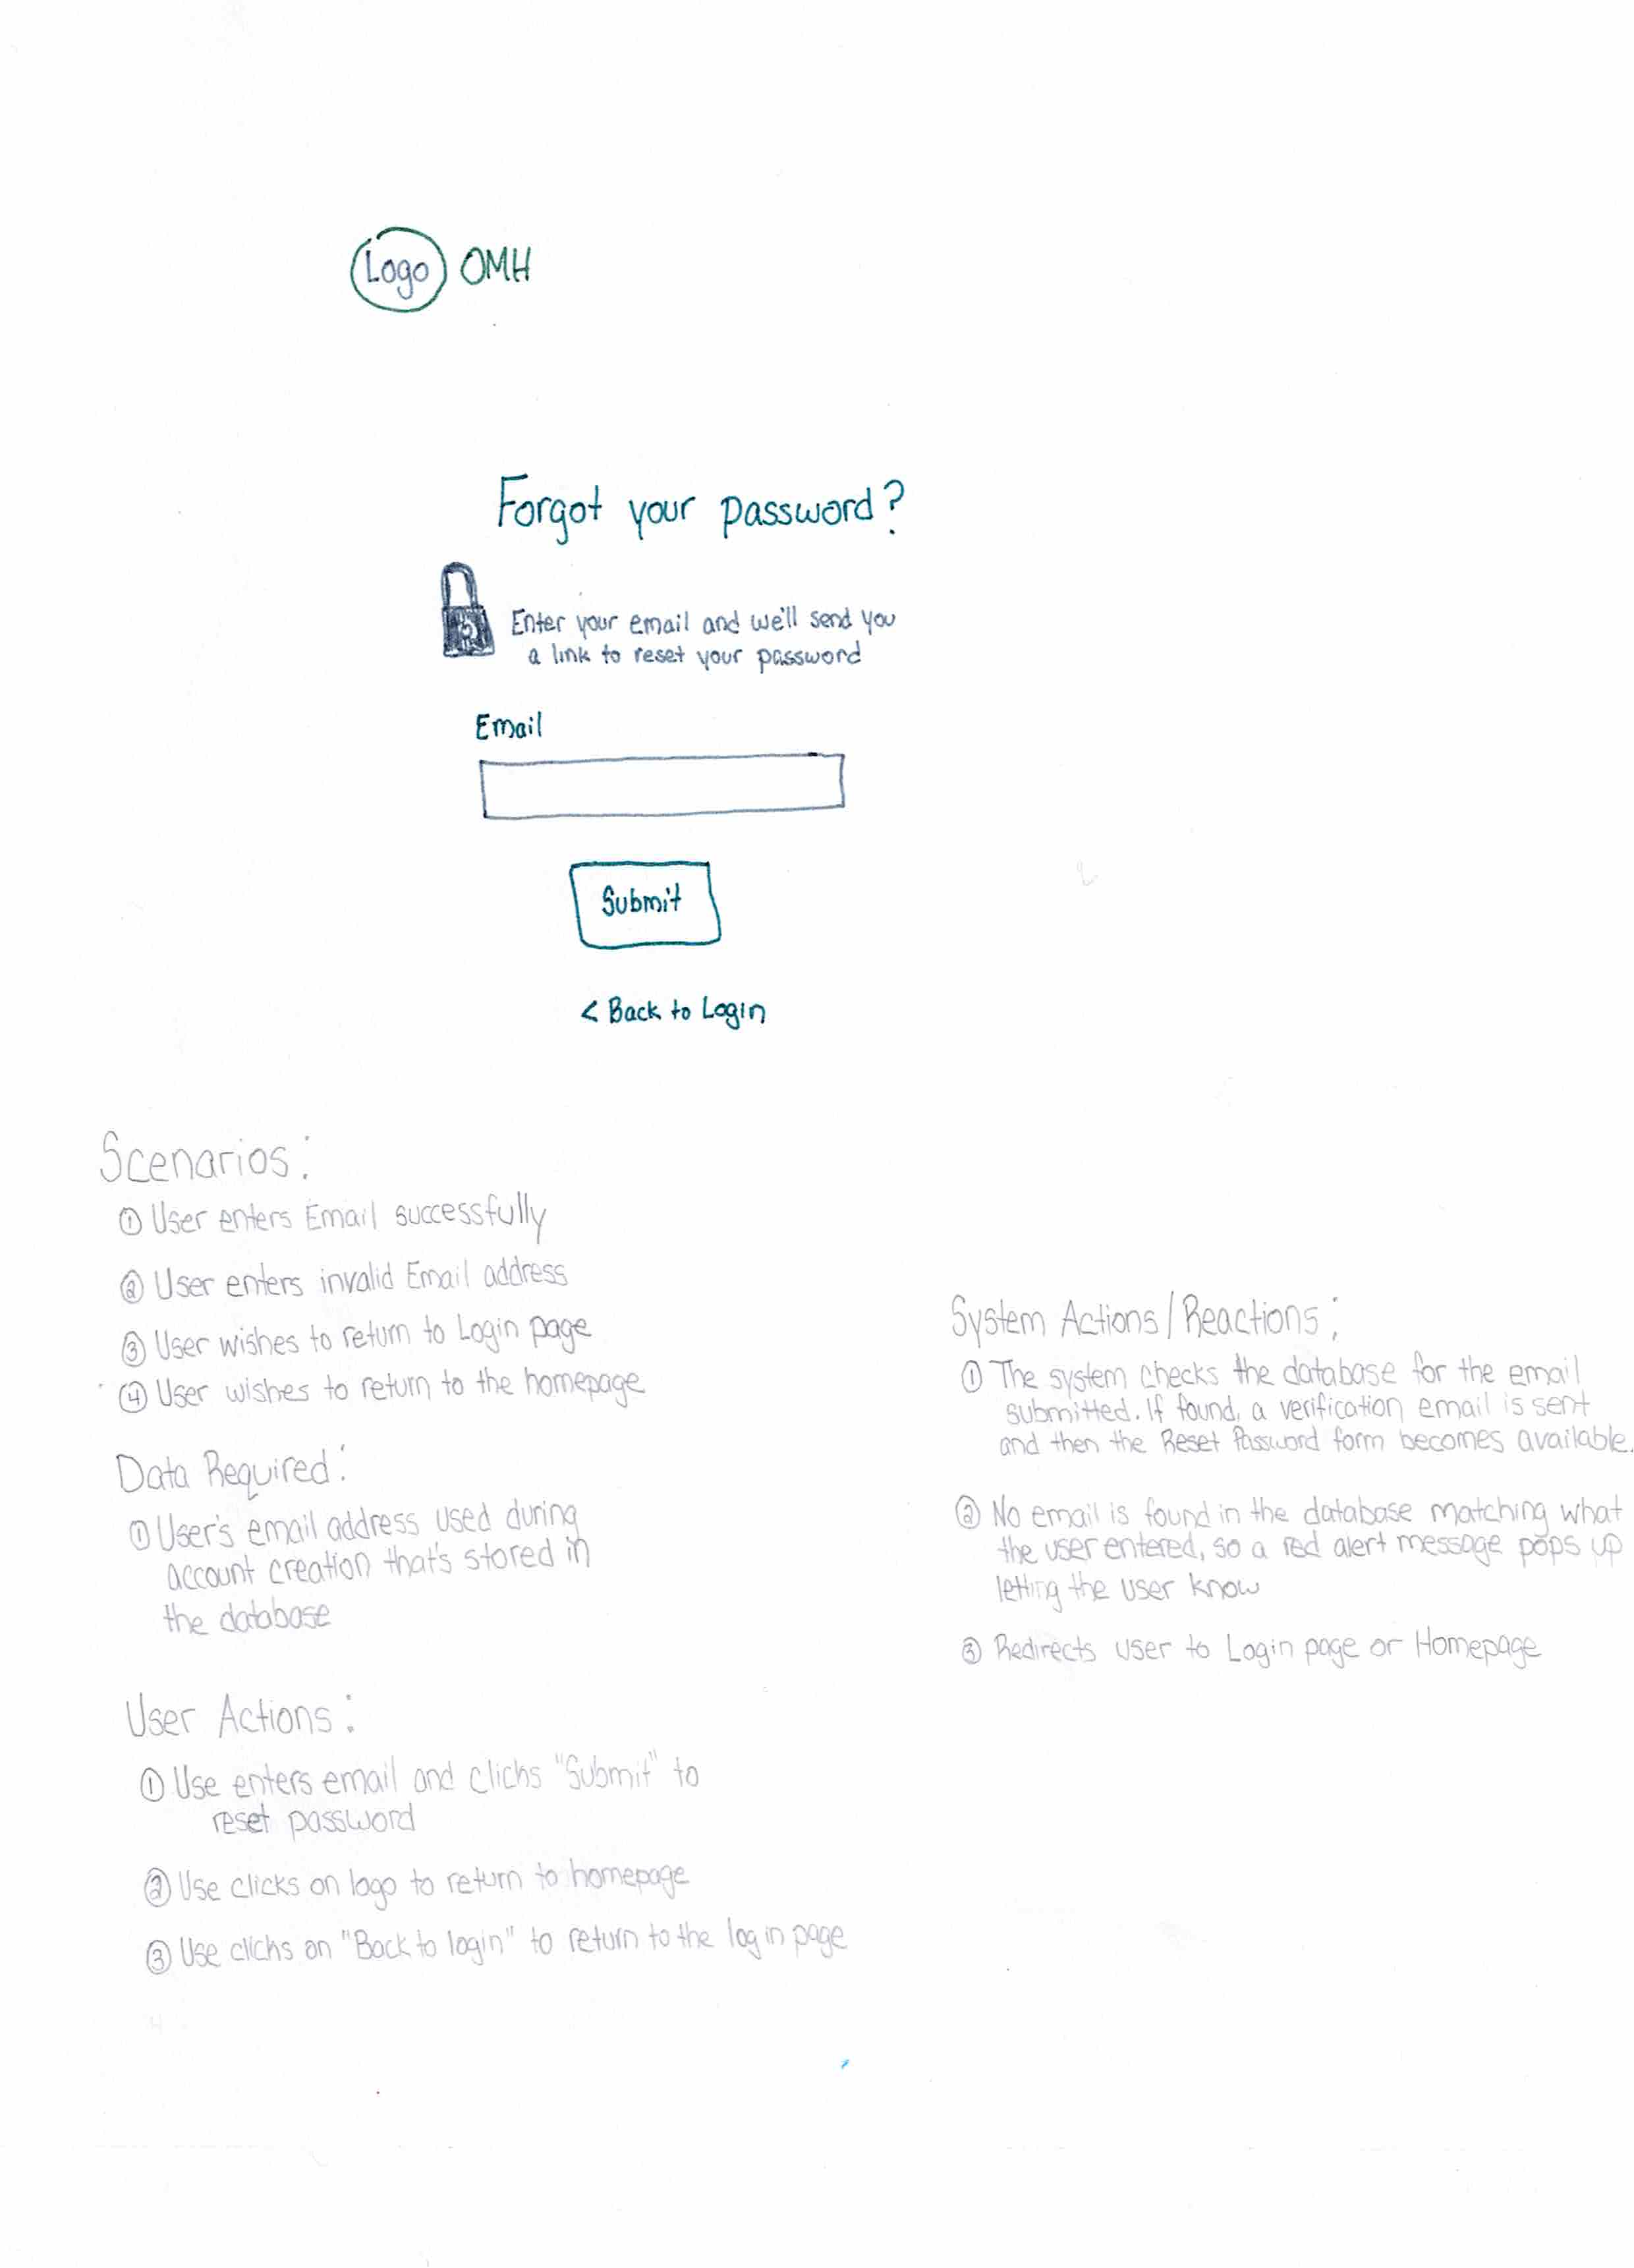 Logo OMH
Forgot your password?
Enter your email and we'll send you
a link to reset your password
Email
Submit
< Back to Login
Scenarios:
① User enters Email successfully
② User enters invalid Email address
③ User wishes to return to Login page
④ User wishes to return to the homepage
Data Required:
① User's email address used during
account creation that's stored in
the database
User Actions:
① Use enters email and clicks "Submit" to
reset password
② Use clicks on logo to return to homepage
③ Use clicks on "Back to login" to return to the log in page
System Actions/Reactions:
① The system checks the database for the email
submitted. If found, a verification email is sent
and then the Reset Password form becomes available.
② No email is found in the database matching what
the user entered, so a red alert message pops up
letting the user know
③ Redirects user to Login page or Homepage